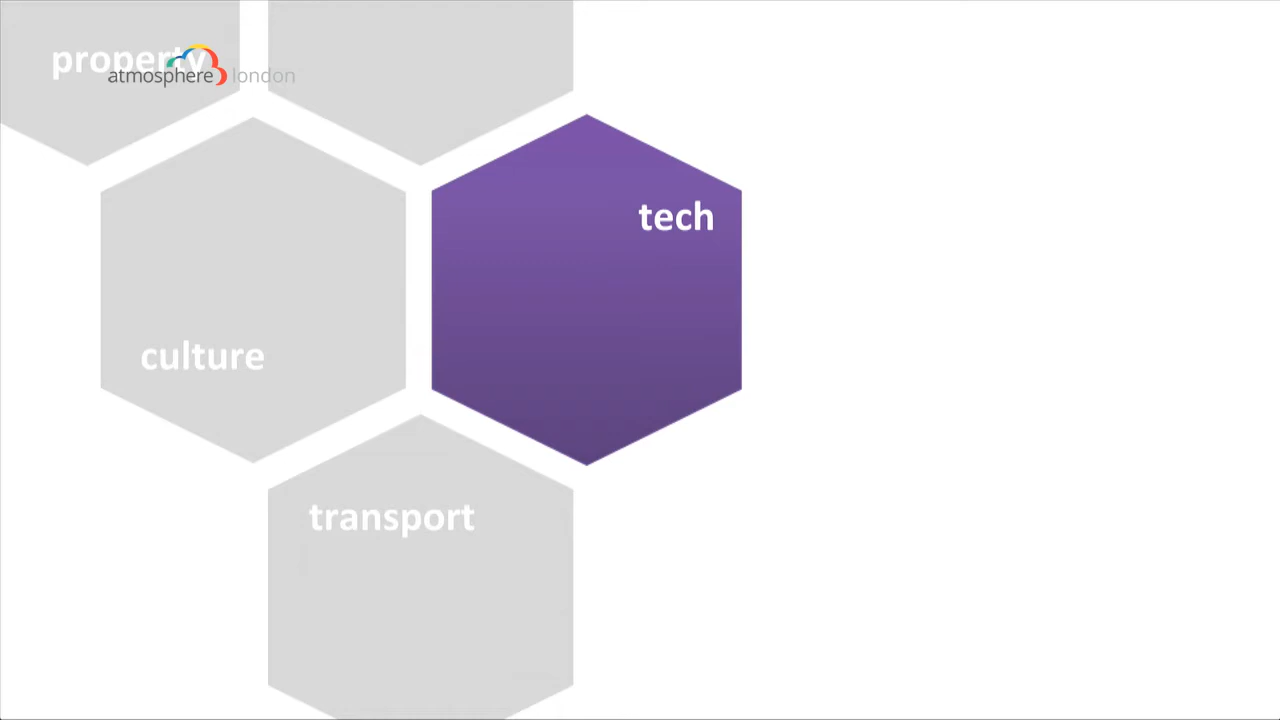 property
atmosphere london
tech
culture
transport